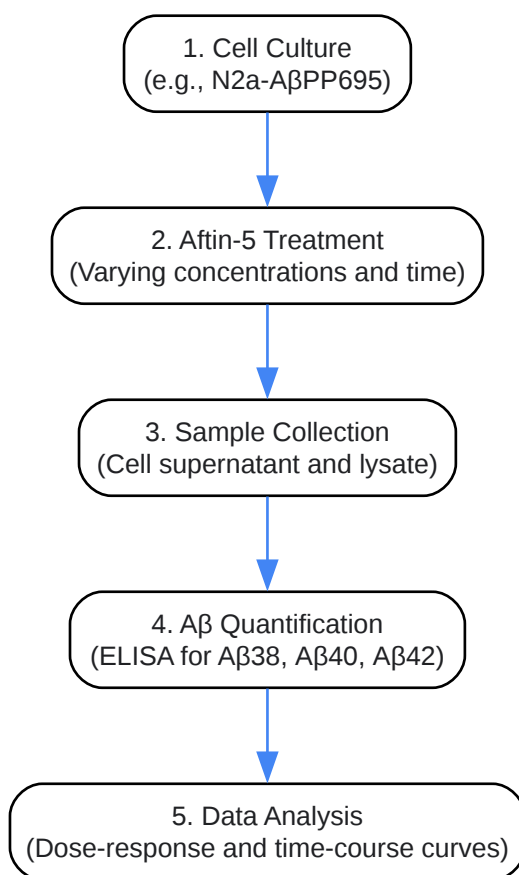 1. Cell Culture
(e.g., N2a-AβPP695)
2. Aftin-5 Treatment
(Varying concentrations and time)
3. Sample Collection
(Cell supernatant and lysate)
4. Aβ Quantification
(ELISA for Aβ38, Aβ40, Aβ42)
5. Data Analysis
(Dose-response and time-course curves)